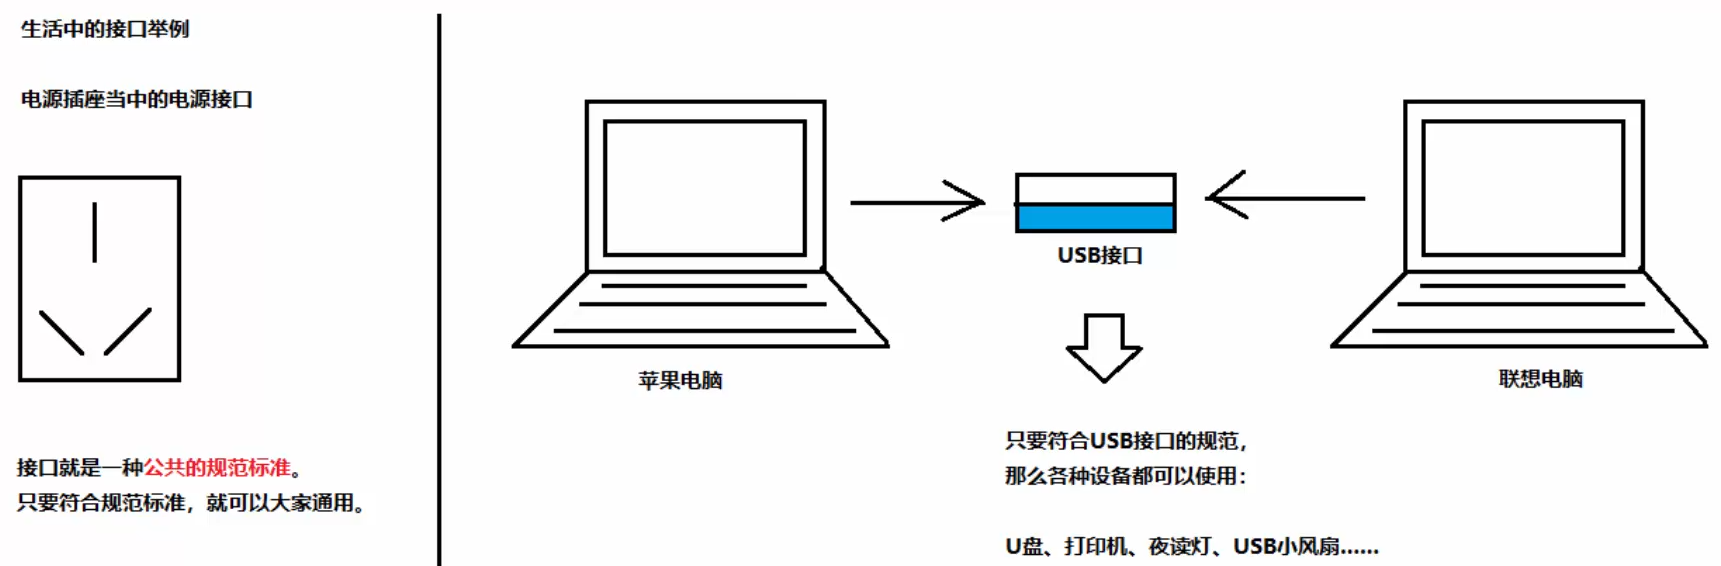 生活中的接口举例
电源插座当中的电源接口
接口就是一种公共的规范标准。
只要符合规范标准，就可以大家通用。
苹果电脑
USB接口
联想电脑
只要符合USB接口的规范，
那么各种设备都可以使用：
U盘、打印机、夜读灯、USB小风扇……